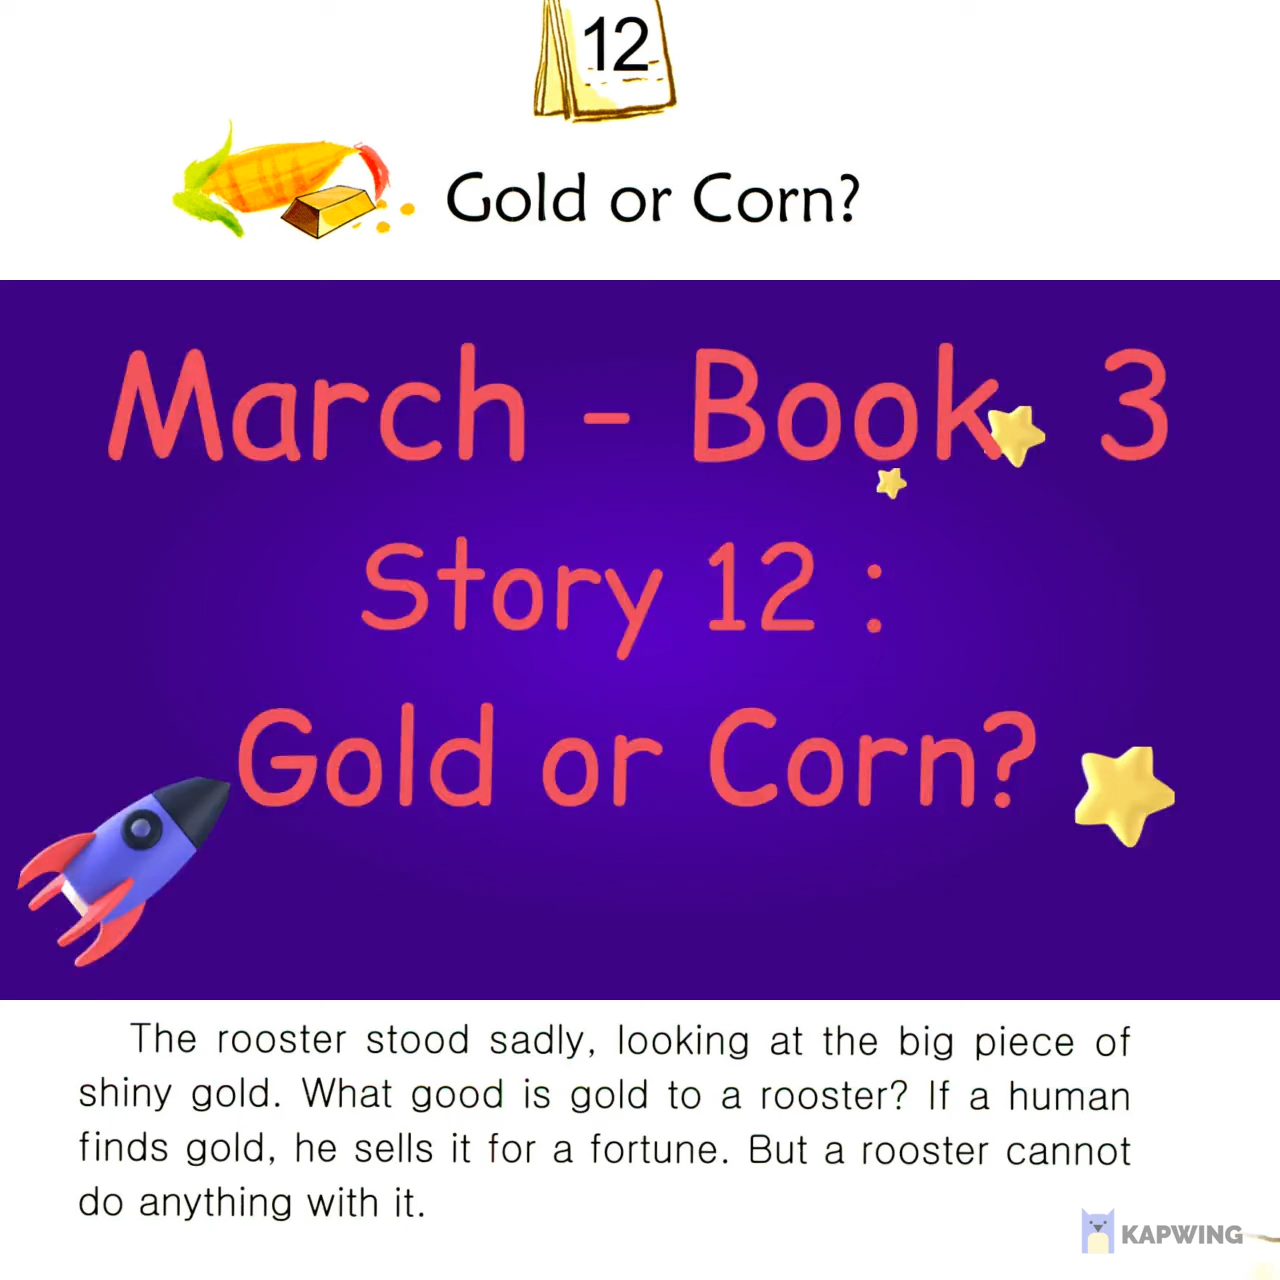 12
Gold or Corn?
March - Book 3
Story 12 :
Gold or Corn?
The rooster stood sadly, looking at the big piece of
shiny gold. What good is gold to a rooster? If a human
finds gold, he sells it for a fortune. But a rooster cannot
do anything with it.
KAPWING